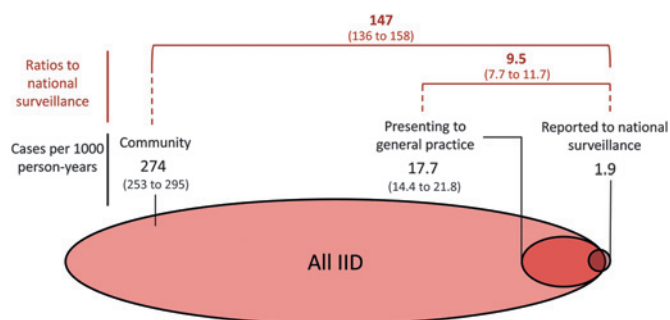 147
(136 to 158)
9.5
(7.7 to 11.7)
Ratios to
national
surveillance
Cases per 1000
person-years
Community
274
(253 to 295)
Presenting to
general practice
17.7
(14.4 to 21.8)
Reported to national
surveillance
1.9
All IID